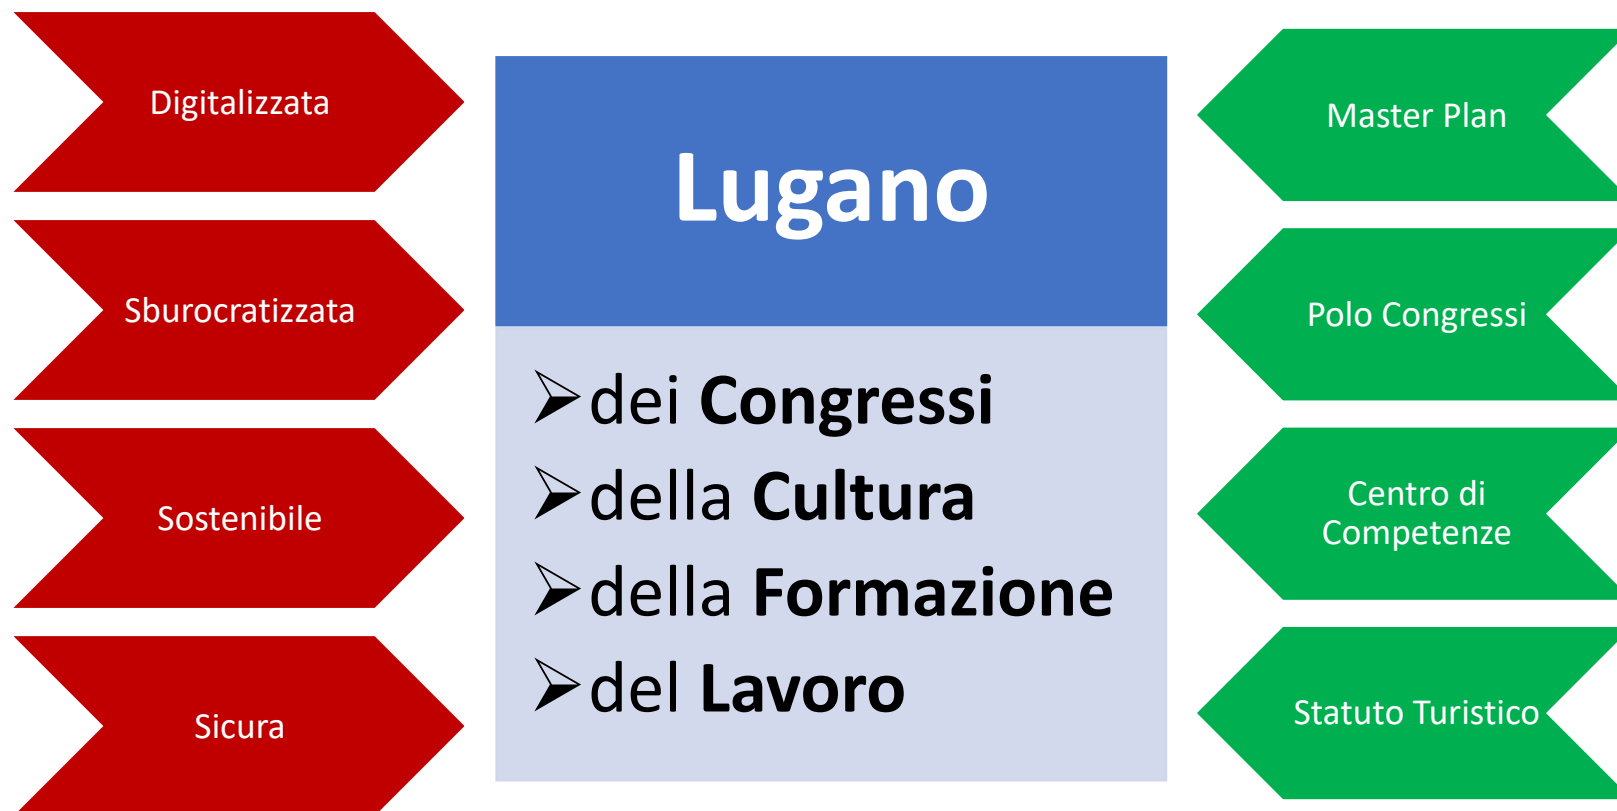 Digitalizzata
Sburocratizzata
Sostenibile
Sicura
Lugano
➢dei Congressi
➢della Cultura
➢della Formazione
➢del Lavoro
Master Plan
Polo Congressi
Centro di
Competenze
Statuto Turistico